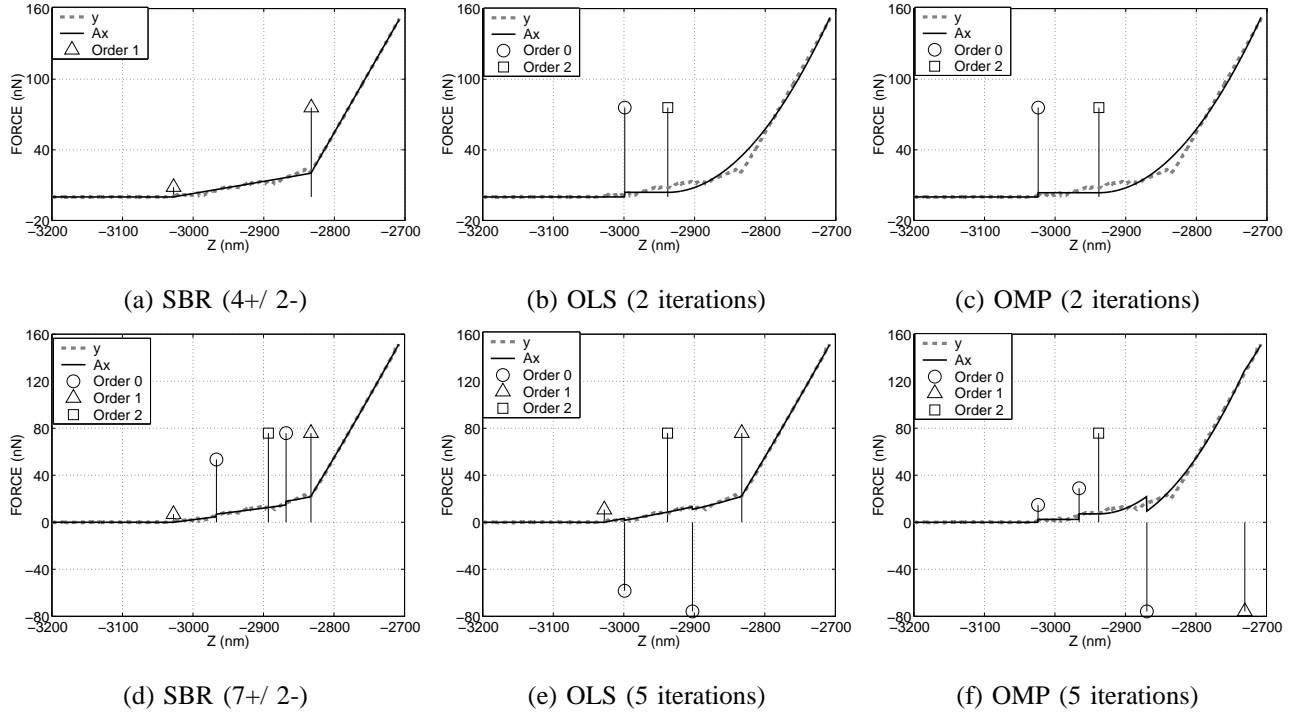 160
100
40
−20
FORCE (nN)
y
Ax
Order 1
−3200 −3100 −3000 −2900 −2800 −2700
Z (nm)
(a) SBR (4+/ 2-)
160
100
40
−20
FORCE (nN)
y
Ax
Order 0
Order 2
−3200 −3100 −3000 −2900 −2800 −2700
Z (nm)
(b) OLS (2 iterations)
160
100
40
−20
FORCE (nN)
y
Ax
Order 0
Order 2
−3200 −3100 −3000 −2900 −2800 −2700
Z (nm)
(c) OMP (2 iterations)
160
120
80
40
0
−40
−80
FORCE (nN)
y
Ax
Order 0
Order 1
Order 2
−3200 −3100 −3000 −2900 −2800 −2700
Z (nm)
(d) SBR (7+/ 2-)
160
120
80
40
0
−40
−80
FORCE (nN)
y
Ax
Order 0
Order 1
Order 2
−3200 −3100 −3000 −2900 −2800 −2700
Z (nm)
(e) OLS (5 iterations)
160
120
80
40
0
−40
−80
FORCE (nN)
y
Ax
Order 0
Order 1
Order 2
−3200 −3100 −3000 −2900 −2800 −2700
Z (nm)
(f) OMP (5 iterations)